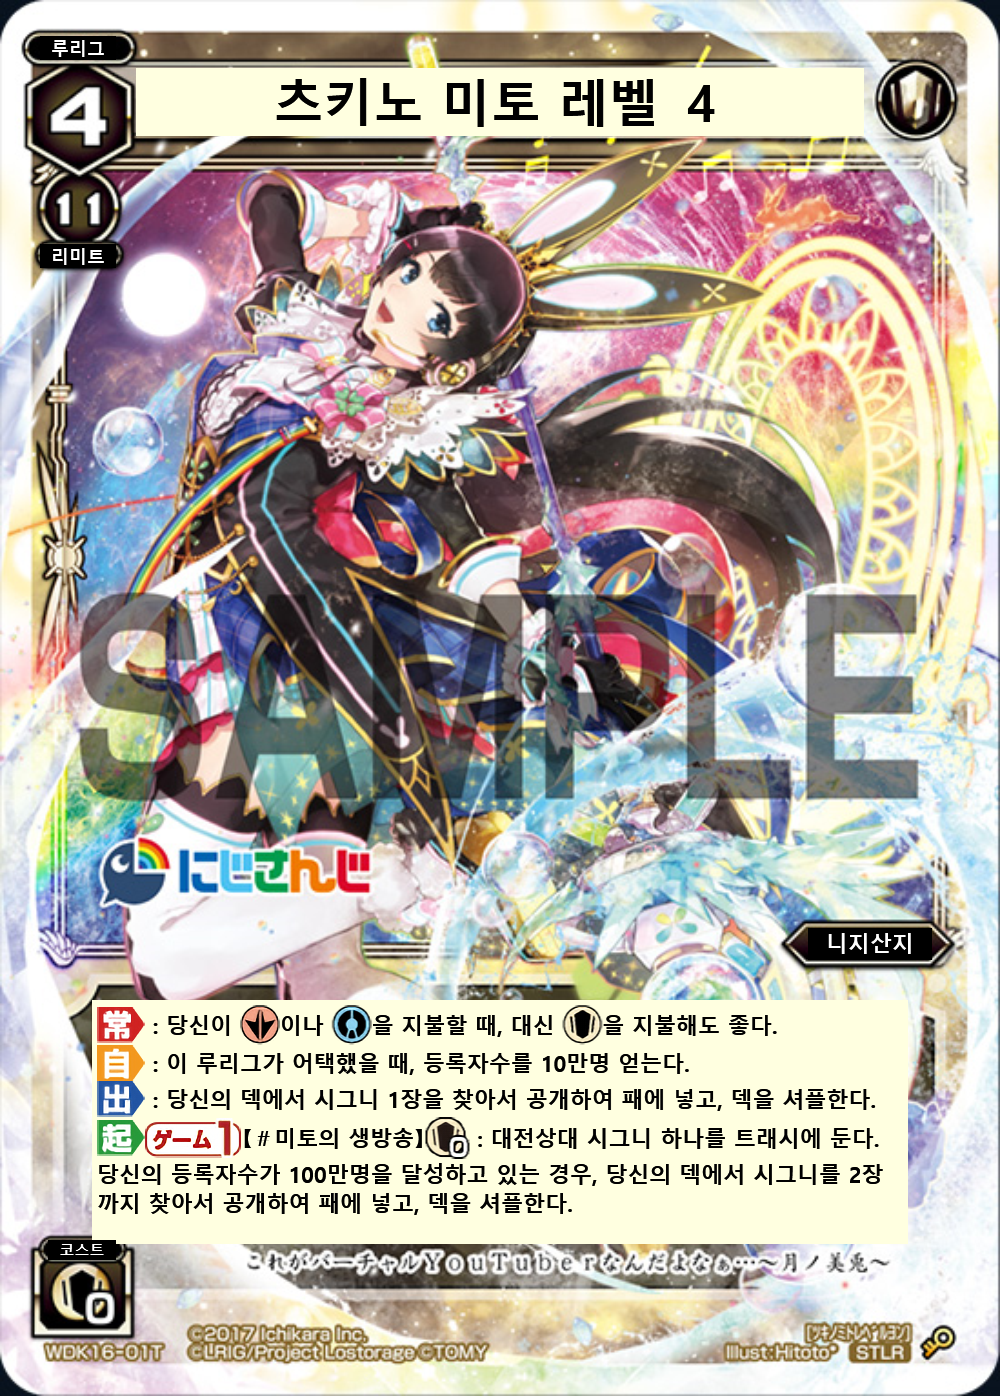 루리그
4
츠키노 미토 레벨 4
11
리미트
SAMPLE
にじさんじ
니지산지
常 : 당신이 이나 을 지불할 때, 대신 을 지불해도 좋다.
自 : 이 루리그가 어택했을 때, 등록자수를 10만명 얻는다.
出 : 당신의 덱에서 시그니 1장을 찾아서 공개하여 패에 넣고, 덱을 셔플한다.
起 ゲーム1 【#미토의 생방송】 0 : 대전상대 시그니 하나를 트래시에 둔다.
당신의 등록자수가 100만명을 달성하고 있는 경우, 당신의 덱에서 시그니를 2장
까지 찾아서 공개하여 패에 넣고, 덱을 셔플한다.
코스트
これがバーチャルYouTuberなんだよなぁ…～月ノ美兎～
0
©2017 Ichikara Inc. [ツキノミトレベルヨン]
WDK16-01T ©LRIG/Project Lostorage ©TOMY Illust:Hitoto* STLR